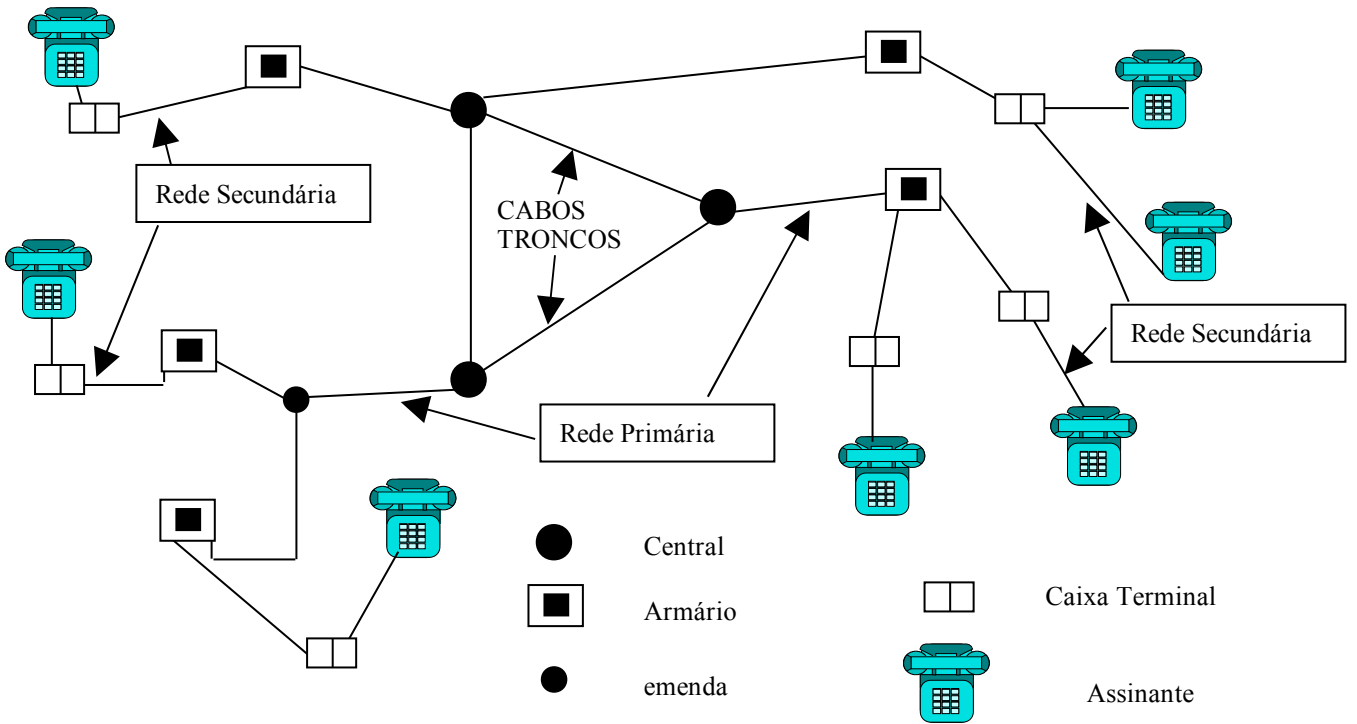 Rede Secundária
CABOS
TRONCOS
Rede Secundária
Rede Primária
Central
Armário
emenda
Caixa Terminal
Assinante